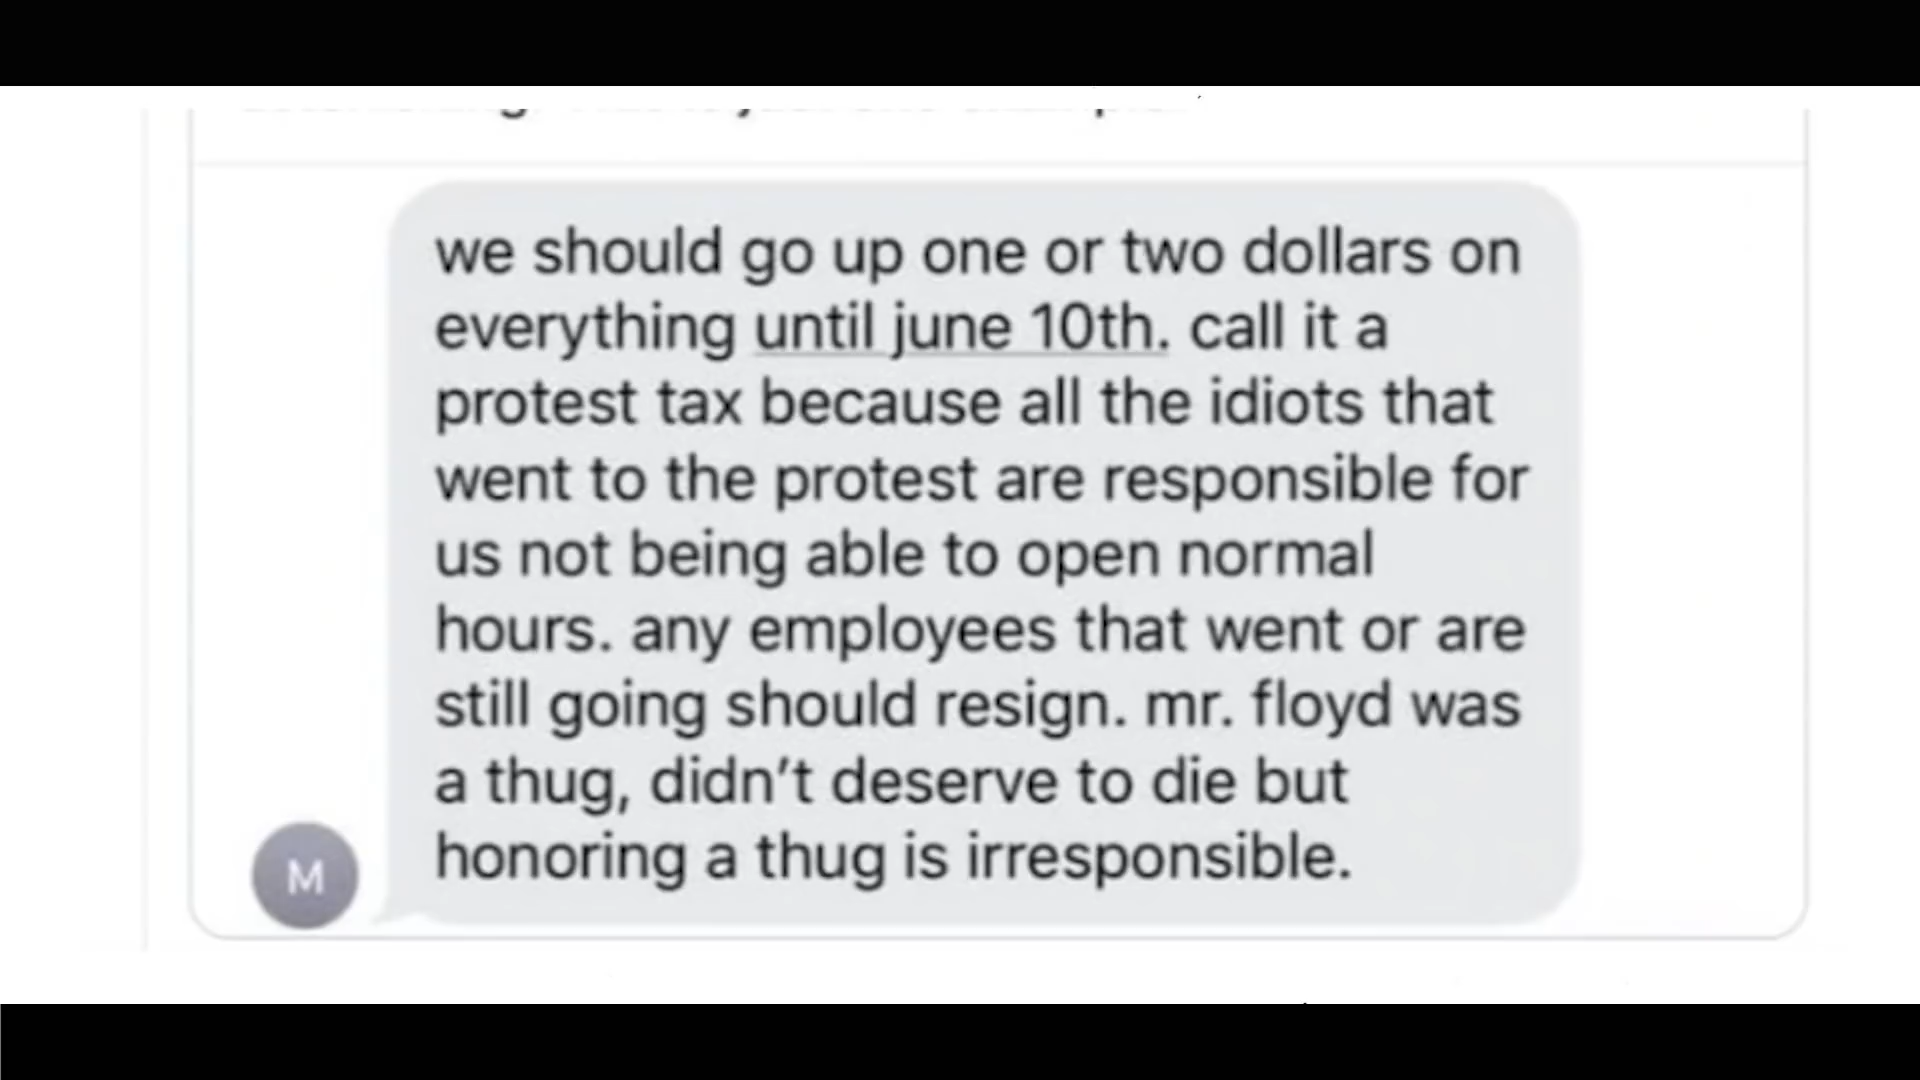 we should go up one or two dollars on
everything until june 10th. call it a
protest tax because all the idiots that
went to the protest are responsible for
us not being able to open normal
hours. any employees that went or are
still going should resign. mr. floyd was
a thug, didn’t deserve to die but
honoring a thug is irresponsible.
M